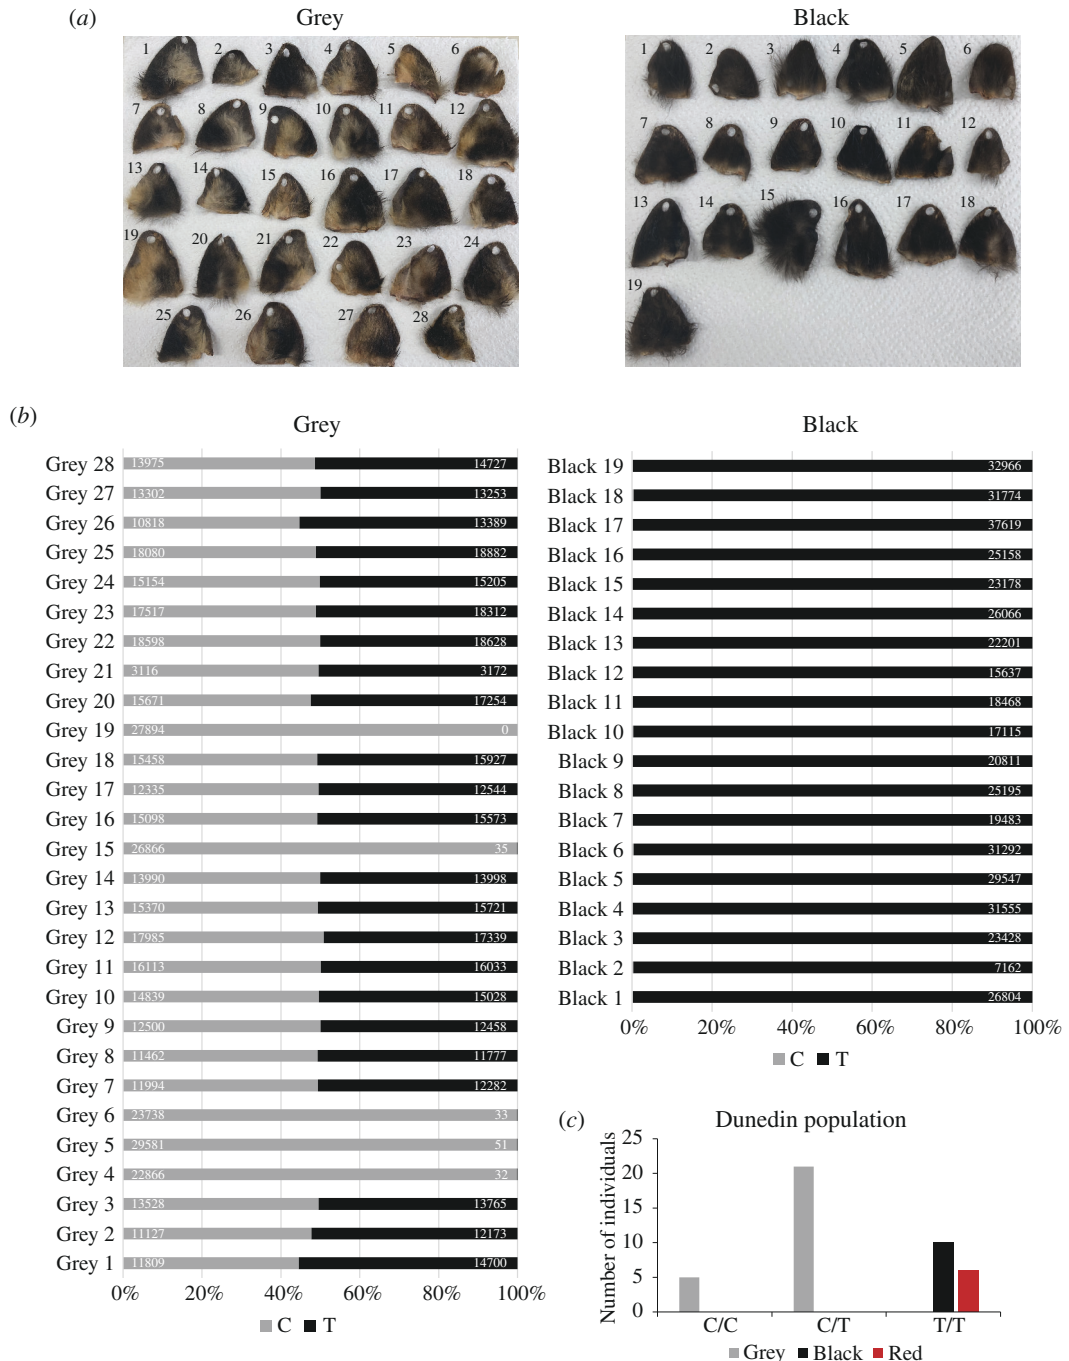 (a)
Grey
Black
1 2 3 4 5 6
7 8 9 10 11 12
13 14 15 16 17 18
19 20 21 22 23 24
25 26 27 28
1 2 3 4 5 6
7 8 9 10 11 12
13 14 15 16 17 18
19
(b)
Grey
Grey 28 13975 14727
Grey 27 13302 13253
Grey 26 10818 13389
Grey 25 18080 18882
Grey 24 15154 15205
Grey 23 17517 18312
Grey 22 18598 18628
Grey 21 3116 3172
Grey 20 15671 17254
Grey 19 27894 0
Grey 18 15458 15927
Grey 17 12335 12544
Grey 16 15098 15573
Grey 15 26866 35
Grey 14 13990 13998
Grey 13 15370 15721
Grey 12 17985 17339
Grey 11 16113 16033
Grey 10 14839 15028
Grey 9 12500 12458
Grey 8 11462 11777
Grey 7 11994 12282
Grey 6 23738 33
Grey 5 29581 51
Grey 4 22866 32
Grey 3 13528 13765
Grey 2 11127 12173
Grey 1 11809 14700
0% 20% 40% 60% 80% 100%
C T
Black
Black 19 32966
Black 18 31774
Black 17 37619
Black 16 25158
Black 15 23178
Black 14 26066
Black 13 22201
Black 12 15637
Black 11 18468
Black 10 17115
Black 9 20811
Black 8 25195
Black 7 19483
Black 6 31292
Black 5 29547
Black 4 31555
Black 3 23428
Black 2 7162
Black 1 26804
0% 20% 40% 60% 80% 100%
C T
(c)
Dunedin population
Number of individuals
25
20
15
10
5
0
C/C C/T T/T
Grey Black Red